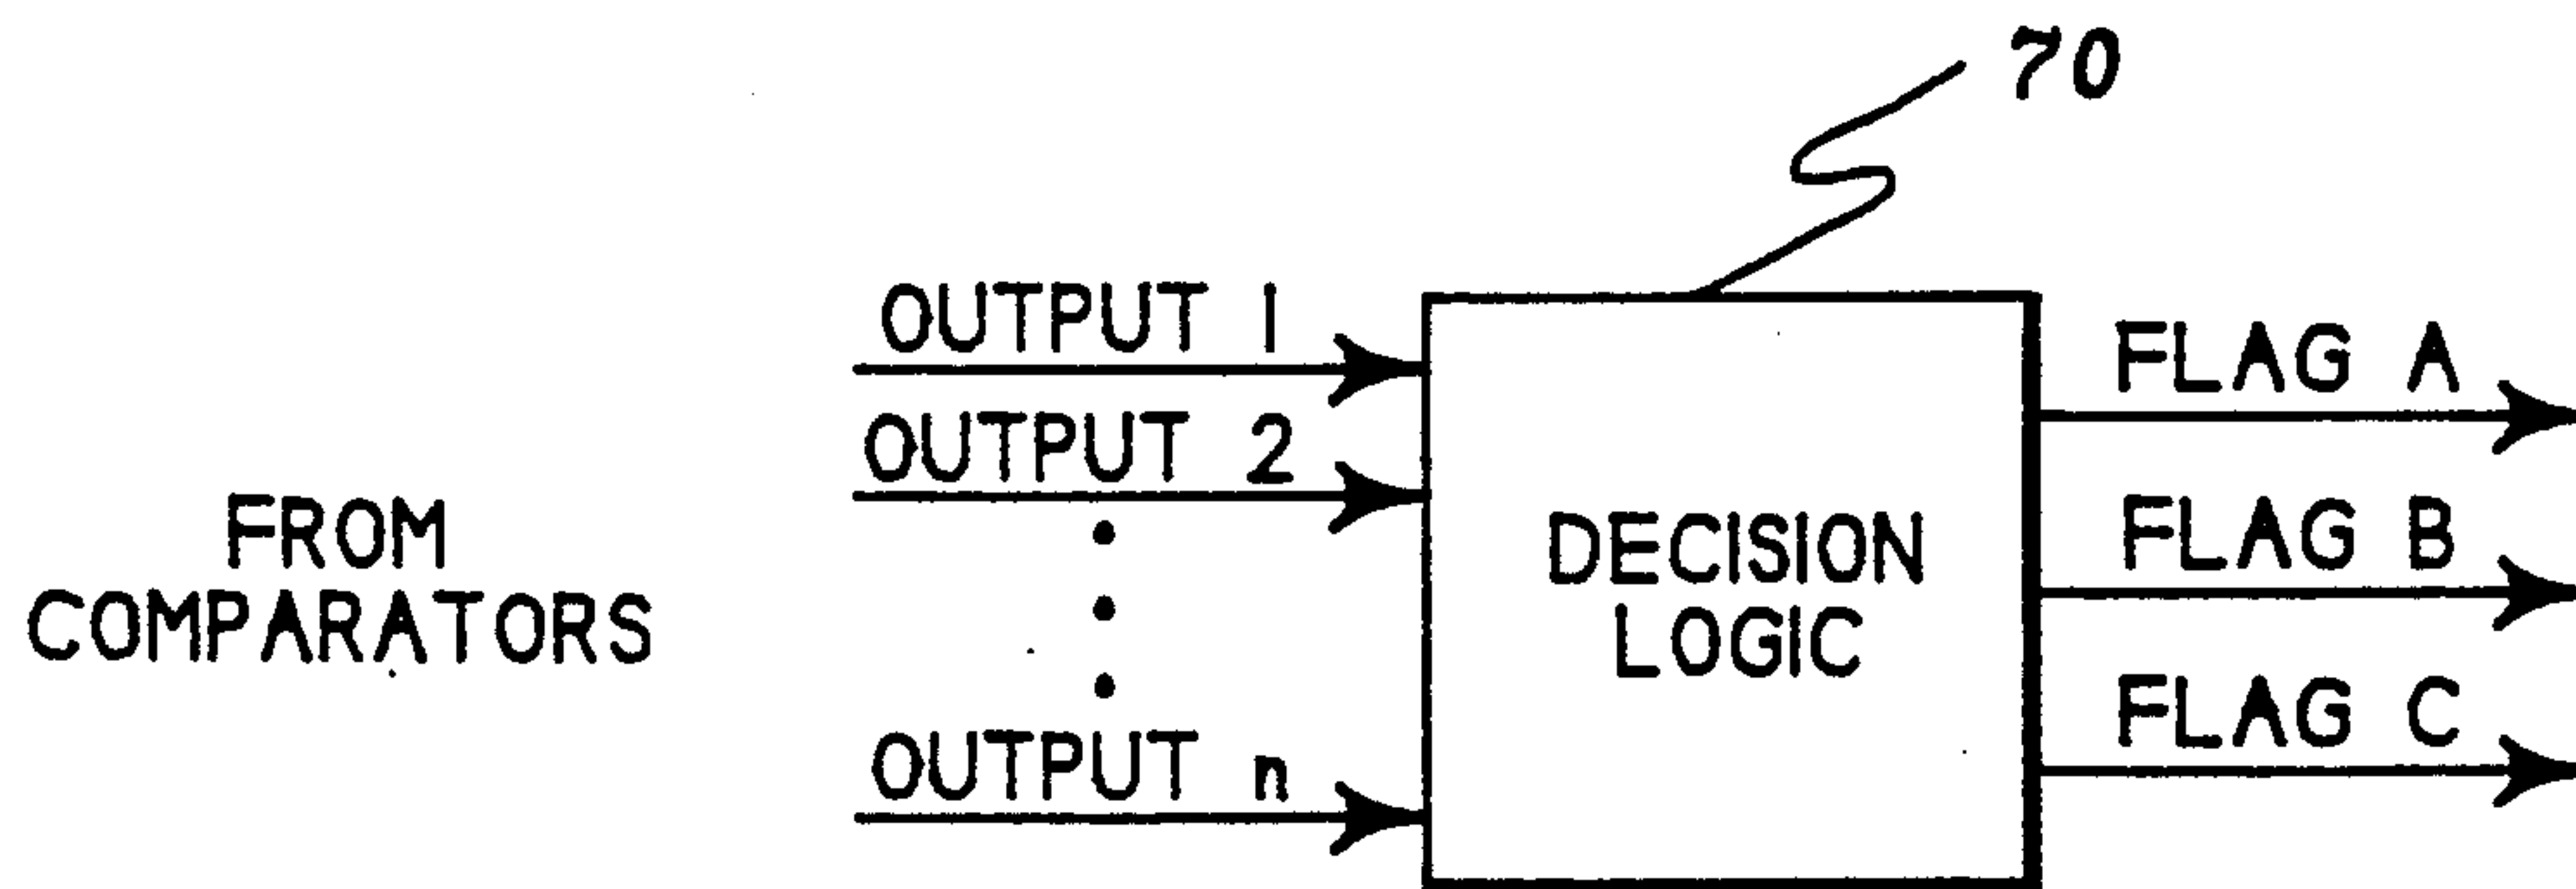 70
OUTPUT 1
OUTPUT 2
FROM
COMPARATORS
OUTPUT n
DECISION
LOGIC
FLAG A
FLAG B
FLAG C